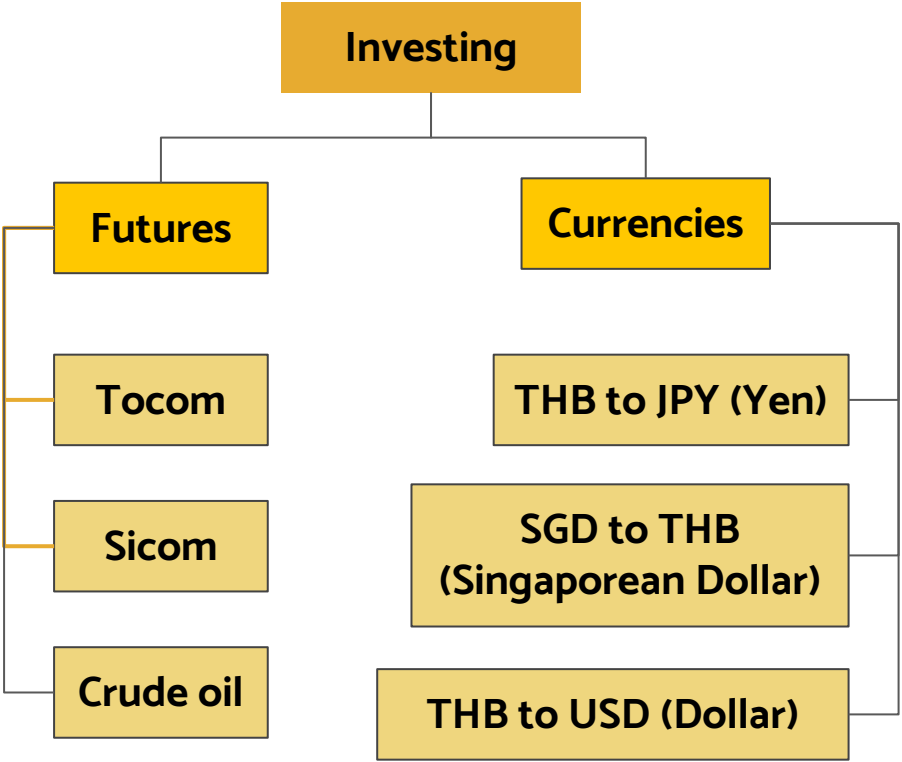 Investing
Futures
Currencies
Tocom
THB to JPY (Yen)
Sicom
SGD to THB
(Singaporean Dollar)
Crude oil
THB to USD (Dollar)